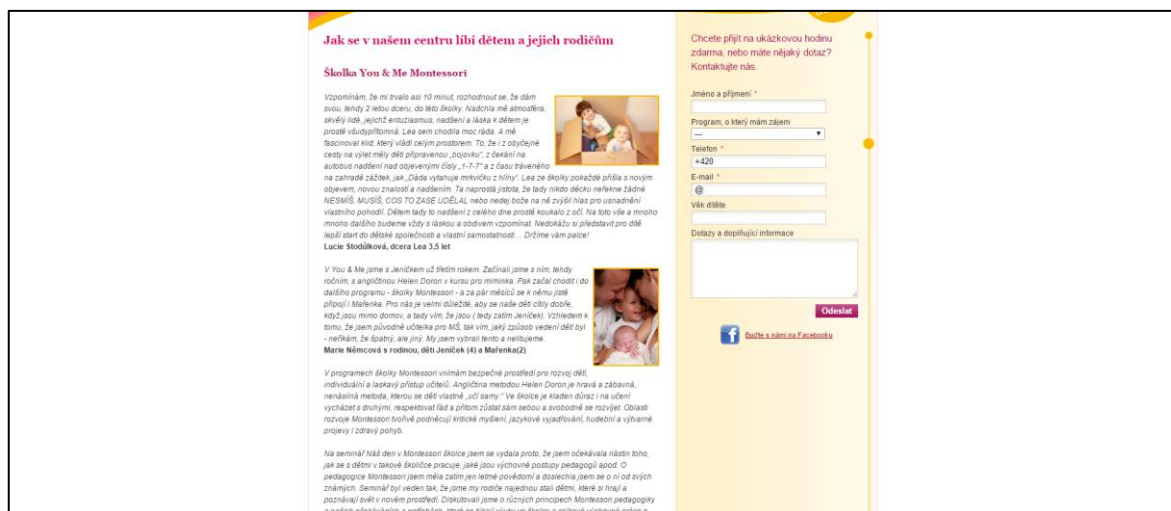 Jak se v našem centru líbí dětem a jejich rodičům
Školka You & Me Montessori
Vzpomínám, že mi trvalo asi 10 minut, rozhodnout se, že dám
svou, tehdy 2 letou dceru, do této školky. Nadchla mě atmosféra,
skvělý lidé, jejichž entuziasmus, nadšení a láska k dětem je
prostě všudypřítomná. Lea sem chodila moc ráda. A mě
fascinoval klid, který vládl celým prostorem. To, že i z obyčejné
cesty na výlet měly děti připravenou „bojovku", z čekání na
autobus nadšení nad objevenými čísly „1-7-7" a z času tráveného
na zahradě zážitek, jak „Dáda vytahuje mrkvičku z hlíny". Lea ze školky pokaždé přišla s novým
objevem, novou znalostí a nadšením. Ta naprostá jistota, že tady nikdo děcku neřekne žádné
NESMÍŠ, MUSÍŠ, COS TO ZASE UDĚLAL nebo nedej bože na ně zvýšil hlas pro usnadnění
vlastního pohodlí. Dětem tady to nadšení z celého dne prostě koukalo z očí. Na toto vše a mnoho
mnoho dalšího budeme vždy s láskou a obdivem vzpomínat. Nedokážu si představit pro dítě
lepší start do dětské společnosti a vlastní samostatnosti... Držíme vám palce!
Lucie Stodůlková, dcera Lea 3,5 let
V You & Me jsme s Jeníčkem už třetím rokem. Začínali jsme s ním, tehdy
ročním, s angličtinou Helen Doron v kursu pro miminka. Pak začal chodit i do
dalšího programu - školky Montessori - a za pár měsíců se k němu jistě
připojí i Mařenka. Pro nás je velmi důležité, aby se naše děti cítily dobře,
když jsou mimo domov, a tady vím, že jsou ( tedy zatím Jeníček). Vzhledem k
tomu, že jsem původně učitelka pro MŠ, tak vím, jaký způsob vedení dětí byl
- neříkám, že špatný, ale jiný. My jsem vybrali tento a nelitujeme.
Marie Němcová s rodinou, děti Jeníček (4) a Mařenka(2)
V programech školky Montessori vnímám bezpečné prostředí pro rozvoj dětí,
individuální a laskavý přístup učitelů. Angličtina metodou Helen Doron je hravá a zábavná,
nenásilná metoda, kterou se děti vlastně „učí samy." Ve školce je kladen důraz i na učení
vycházet s druhými, respektovat řád a přitom zůstat sám sebou a svobodně se rozvíjet. Oblasti
rozvoje Montessori tvořivě podněcují kritické myšlení, jazykové vyjadřování, hudební a výtvarné
projevy i zdravý pohyb.
Na seminář Náš den v Montessori školce jsem se vydala proto, že jsem očekávala nástin toho,
jak se s dětmi v takové školičce pracuje, jaké jsou výchovné postupy pedagogů apod. O
pedagogice Montessori jsem měla zatím jen letmé povědomí a doslechla jsem se o ní od svých
známých. Seminář byl veden tak, že jsme my rodiče najednou stali dětmi, které si hrají a
poznávají svět v novém prostředí. Diskutovali jsme o různých principech Montessori pedagogiky
Chcete přijít na ukázkovou hodinu
zdarma, nebo máte nějaký dotaz?
Kontaktujte nás.
Jméno a příjmení *
Program, o který mám zájem
---
Telefon *
+420
E-mail *
@
Věk dítěte
Dotazy a doplňující informace
Odeslat
Buďte s námi na Facebooku